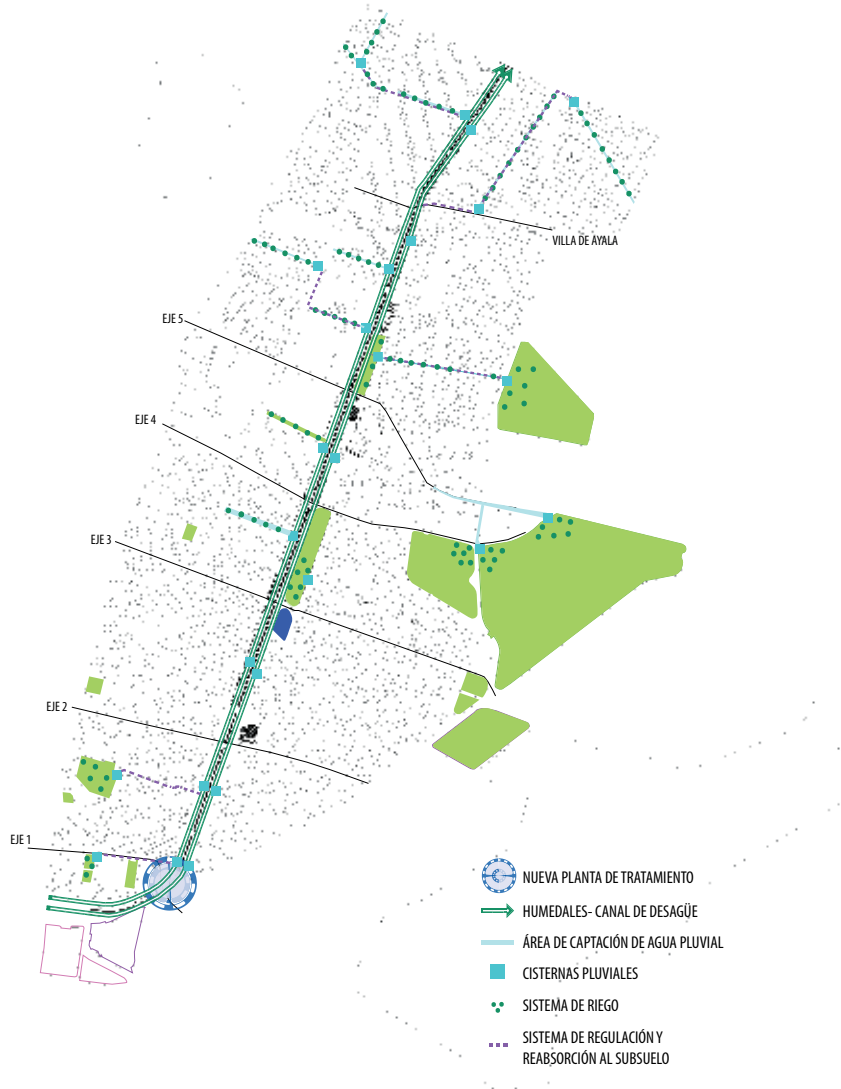 VILLA DE AYALA
EJE 5
EJE 4
EJE 3
EJE 2
EJE 1
NUEVA PLANTA DE TRATAMIENTO
HUMEDALES- CANAL DE DESAGÜE
ÁREA DE CAPTACIÓN DE AGUA PLUVIAL
CISTERNAS PLUVIALES
SISTEMA DE RIEGO
SISTEMA DE REGULACIÓN Y
REABSORCIÓN AL SUBSUELO